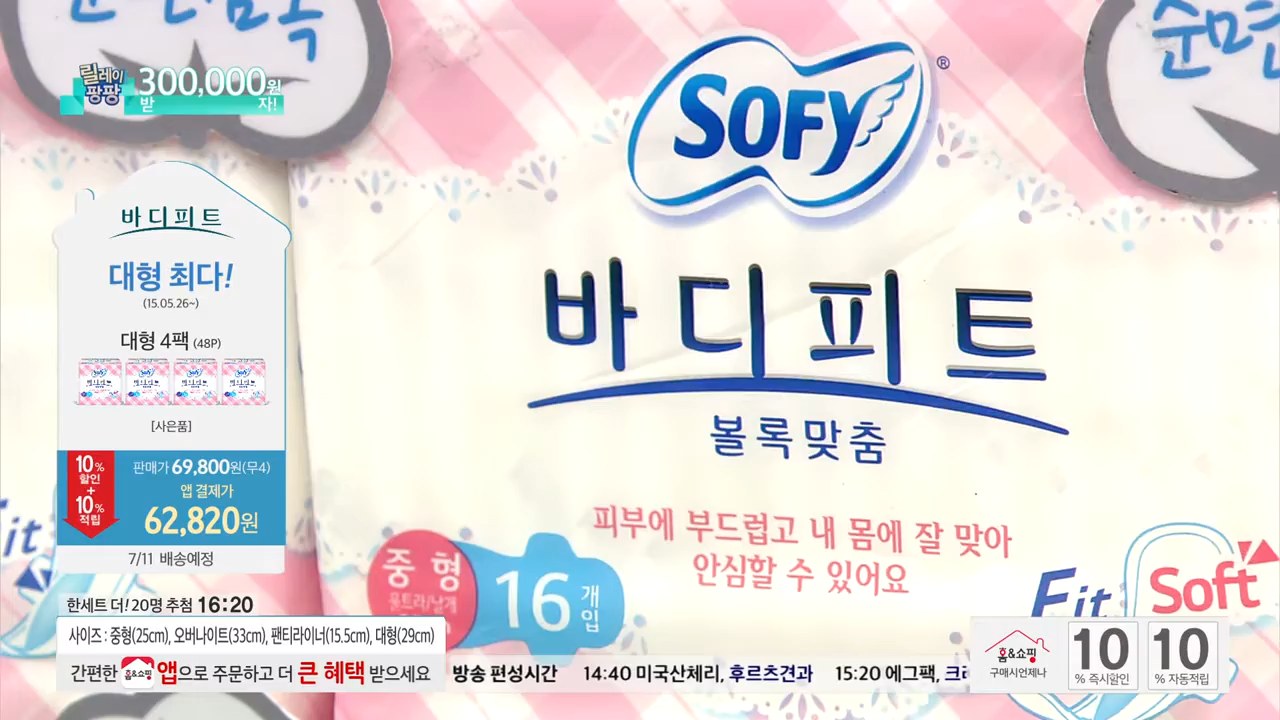 릴레이
팡팡
300,000원
받 자!
순면
SOFY
®
바디피트
볼록맞춤
피부에 부드럽고 내 몸에 잘 맞아
안심할 수 있어요
중형
울트라/날개
16개입
Fit
Soft
it
바디피트
대형 최다!
(15.05.26~)
대형 4팩 (48P)
[사은품]
10%
할인
+
10%
적립
판매가 69,800원(무4)
앱 결제가
62,820원
7/11 배송예정
한세트 더! 20명 추첨 16:20
사이즈 : 중형(25cm), 오버나이트(33cm), 팬티라이너(15.5cm), 대형(29cm)
간편한 홈&쇼핑 앱으로 주문하고 더 큰 혜택 받으세요
방송 편성시간 14:40 미국산체리, 후르츠견과 15:20 에그팩,
홈&쇼핑
구매시언제나
10
% 즉시할인
10
% 자동적립